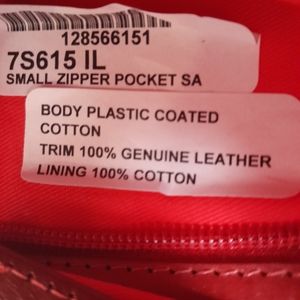 128566151
7S615 IL
SMALL ZIPPER POCKET SA
BODY PLASTIC COATED
COTTON
TRIM 100% GENUINE LEATHER
LINING 100% COTTON